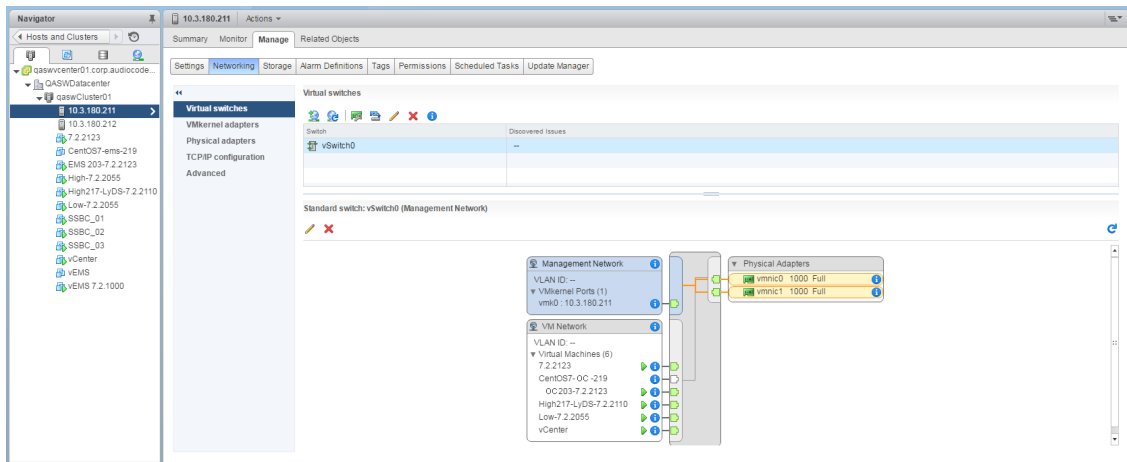 Navigator
Hosts and Clusters
qaswvcenter01.corp.audiocode...
QASWDatacenter
qaswCluster01
10.3.180.211
10.3.180.212
7.2.2123
CentOS7-ems-219
EMS 203-7.2.2123
High-7.2.2055
High217-LyDS-7.2.2110
Low-7.2.2055
SSBC_01
SSBC_02
SSBC_03
vCenter
vEMS
vEMS 7.2.1000
10.3.180.211 Actions
Summary Monitor Manage Related Objects
Settings Networking Storage Alarm Definitions Tags Permissions Scheduled Tasks Update Manager
Virtual switches
VMkernel adapters
Physical adapters
TCP/IP configuration
Advanced
Virtual switches
Switch Discovered Issues
vSwitch0 --
Standard switch: vSwitch0 (Management Network)
Management Network
VLAN ID: --
VMkernel Ports (1)
vmk0 : 10.3.180.211
VM Network
VLAN ID: --
Virtual Machines (6)
7.2.2123
CentOS7- OC -219
OC203-7.2.2123
High217-LyDS-7.2.2110
Low-7.2.2055
vCenter
Physical Adapters
vmnic0 1000 Full
vmnic1 1000 Full